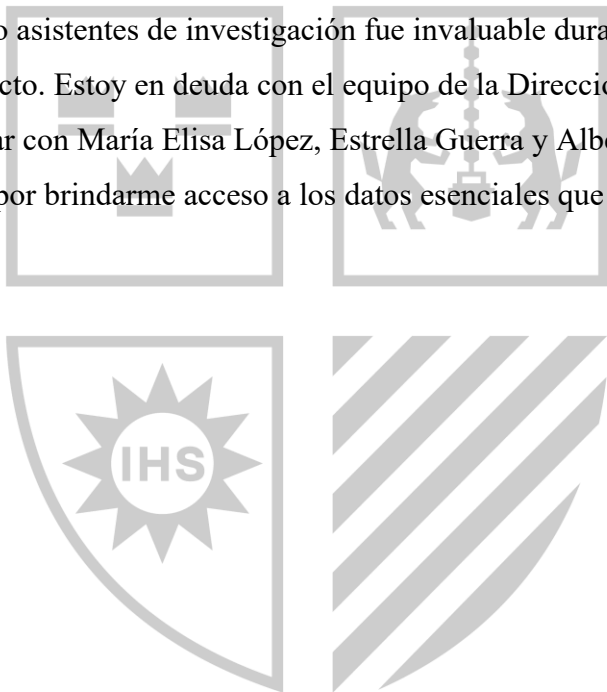 o asistentes de investigación fue invaluable dura
cto. Estoy en deuda con el equipo de la Direcci
ar con María Elisa López, Estrella Guerra y Alb
por brindarme acceso a los datos esenciales que
IHS